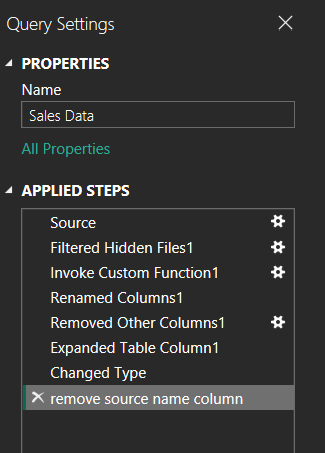 Query Settings
PROPERTIES
Name
Sales Data
All Properties
APPLIED STEPS
Source
Filtered Hidden Files1
Invoke Custom Function1
Renamed Columns1
Removed Other Columns1
Expanded Table Column1
Changed Type
remove source name column